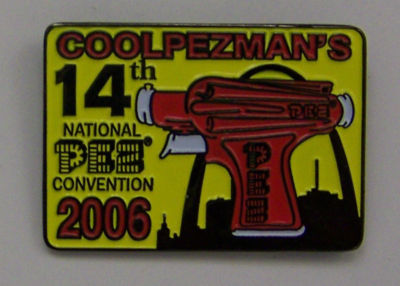 COOLPEZMAN'S
14th
NATIONAL
PEZ®
CONVENTION
2006
PEZ
PEZ